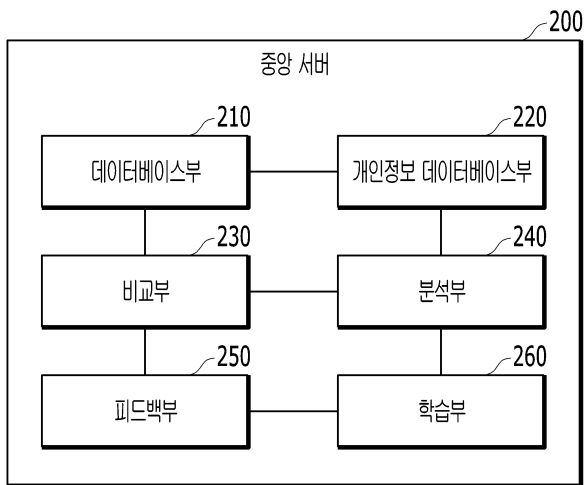 200
중앙 서버
210
220
데이터베이스부
개인정보 데이터베이스부
230
240
비교부
분석부
250
260
피드백부
학습부